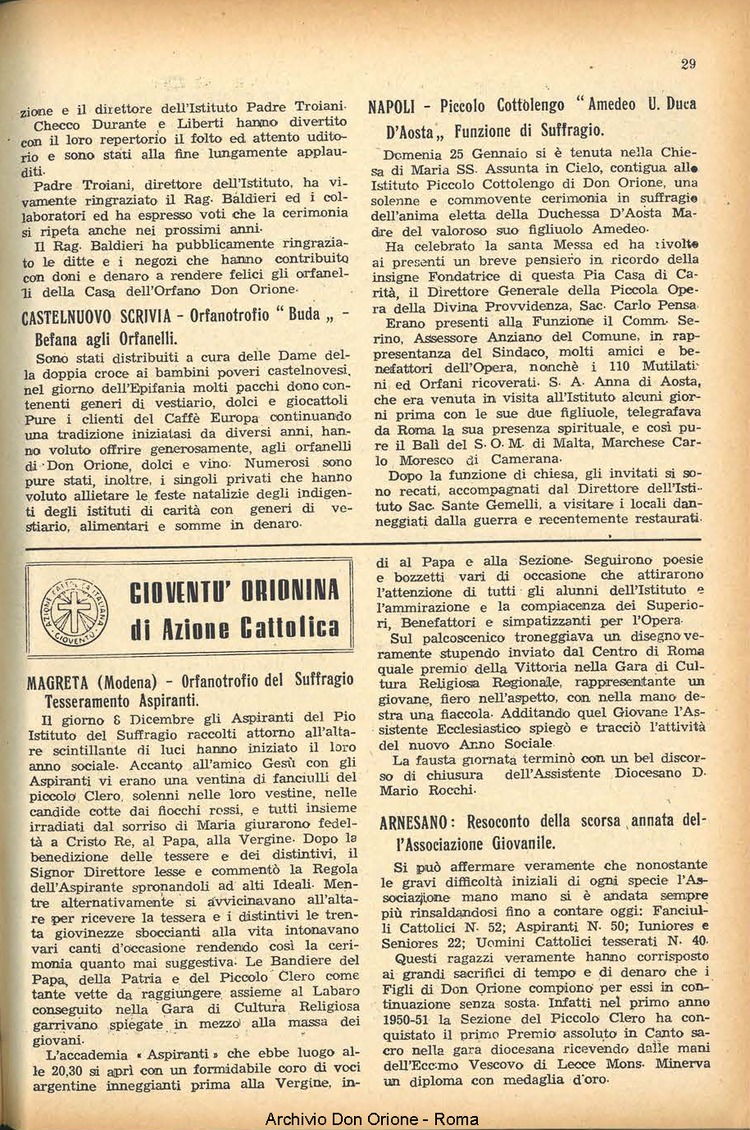 29
zione e il direttore dell'Istituto Padre Troiani.
Checco Durante e Liberti hanno divertito
con il loro repertorio il folto ed attento udito-
rio e sono stati alla fine lungamente applau-
diti.
Padre Troiani, direttore dell'Istituto, ha vi-
vamente ringraziato il Rag. Baldieri ed i col-
laboratori ed ha espresso voti che la cerimonia
si ripeta anche nei prossimi anni.
Il Rag. Baldieri ha pubblicamente ringrazia-
to le ditte e i negozi che hanno contribuito
con doni e denaro a rendere felici gli orfanel-
li della Casa dell'Orfano Don Orione.
CASTELNUOVO SCRIVIA - Orfanotrofio " Buda „ -
Befana agli Orfanelli.
Sono stati distribuiti a cura delle Dame del-
la doppia croce ai bambini poveri castelnovesi,
nel giorno dell'Epifania molti pacchi dono con-
tenenti generi di vestiario, dolci e giocattoli
Pure i clienti del Caffè Europa continuando
una tradizione iniziatasi da diversi anni, han-
no voluto offrire generosamente, agli orfanelli
di Don Orione, dolci e vino. Numerosi sono
pure stati, inoltre, i singoli privati che hanno
voluto allietare le feste natalizie degli indigen-
ti degli istituti di carità con generi di ve-
stiario, alimentari e somme in denaro.
NAPOLI - Piccolo Cottolengo " Amedeo U. Duca
D'Aosta „ Funzione di Suffragio.
Domenia 25 Gennaio si è tenuta nella Chie-
sa di Maria SS. Assunta in Cielo, contigua allo
Istituto Piccolo Cottolengo di Don Orione, una
solenne e commovente cerimonia in suffragio
dell'anima eletta della Duchessa D'Aosta Ma-
dre del valoroso suo figliuolo Amedeo.
Ha celebrato la santa Messa ed ha rivolto
ai presenti un breve pensiero in ricordo della
insigne Fondatrice di questa Pia Casa di Ca-
rità, il Direttore Generale della Piccola Ope-
ra della Divina Provvidenza, Sac. Carlo Pensa.
Erano presenti alla Funzione il Comm. Se-
rino, Assessore Anziano del Comune, in rap-
presentanza del Sindaco, molti amici e be-
nefattori dell'Opera, nonchè i 110 Mutilati-
ni ed Orfani ricoverati. S. A. Anna di Aosta,
che era venuta in visita all'Istituto alcuni gior-
ni prima con le sue due figliuole, telegrafava
da Roma la sua presenza spirituale, e così pu-
re il Balì del S. O. M. di Malta, Marchese Car-
lo Moresco di Camerana.
Dopo la funzione di chiesa, gli invitati si so-
no recati, accompagnati dal Direttore dell'Isti-
tuto Sac. Sante Gemelli, a visitare i locali dan-
neggiati dalla guerra e recentemente restaurati.
AZIONE CATTOLICA ITALIANA
GIOVENTÙ
GIOVENTU' ORIONINA
di Azione Cattolica
MAGRETA (Modena) - Orfanotrofio del Suffragio
Tesseramento Aspiranti.
Il giorno 8 Dicembre gli Aspiranti del Pio
Istituto del Suffragio raccolti attorno all'alta-
re scintillante di luci hanno iniziato il loro
anno sociale. Accanto all'amico Gesù con gli
Aspiranti vi erano una ventina di fanciulli del
piccolo Clero, solenni nelle loro vestine, nelle
candide cotte dai fiocchi rossi, e tutti insieme
irradiati dal sorriso di Maria giurarono fedel-
tà a Cristo Re, al Papa, alla Vergine. Dopo la
benedizione delle tessere e dei distintivi, il
Signor Direttore lesse e commentò la Regola
dell'Aspirante spronandoli ad alti Ideali. Men-
tre alternativamente si avvicinavano all'alta-
re per ricevere la tessera e i distintivi le tren-
ta giovinezze sboccianti alla vita intonavano
vari canti d'occasione rendendo così la ceri-
monia quanto mai suggestiva. Le Bandiere del
Papa, della Patria e del Piccolo Clero come
tante vette da raggiungere assieme al Labaro
conseguito nella Gara di Cultura Religiosa
garrivano spiegate in mezzo alla massa dei
giovani.
L'accademia « Aspiranti » che ebbe luogo al-
le 20,30 si aprì con un formidabile coro di voci
argentine inneggianti prima alla Vergine, in-
di al Papa e alla Sezione. Seguirono poesie
e bozzetti vari di occasione che attirarono
l'attenzione di tutti gli alunni dell'Istituto e
l'ammirazione e la compiacenza dei Superio-
ri, Benefattori e simpatizzanti per l'Opera.
Sul palcoscenico troneggiava un disegno ve-
ramente stupendo inviato dal Centro di Roma
quale premio della Vittoria nella Gara di Cul-
tura Religiosa Regionale, rappresentante un
giovane, fiero nell'aspetto, con nella mano de-
stra una fiaccola. Additando quel Giovane l'As-
sistente Ecclesiastico spiegò e tracciò l'attività
del nuovo Anno Sociale.
La fausta giornata terminò con un bel discor-
so di chiusura dell'Assistente Diocesano D.
Mario Rocchi.
ARNESANO: Resoconto della scorsa annata del-
l'Associazione Giovanile.
Si può affermare veramente che nonostante
le gravi difficoltà iniziali di ogni specie l'As-
sociazione mano mano si è andata sempre
più rinsaldandosi fino a contare oggi: Fanciul-
li Cattolici N. 52; Aspiranti N. 50; Iuniores e
Seniores 22; Uomini Cattolici tesserati N. 40.
Questi ragazzi veramente hanno corrisposto
ai grandi sacrifici di tempo e di denaro che i
Figli di Don Orione compiono per essi in con-
tinuazione senza sosta. Infatti nel primo anno
1950-51 la Sezione del Piccolo Clero ha con-
quistato il primo Premio assoluto in Canto sa-
cro nella gara diocesana ricevendo dalle mani
dell'Ecc.mo Vescovo di Lecce Mons. Minerva
un diploma con medaglia d'oro.
Archivio Don Orione - Roma